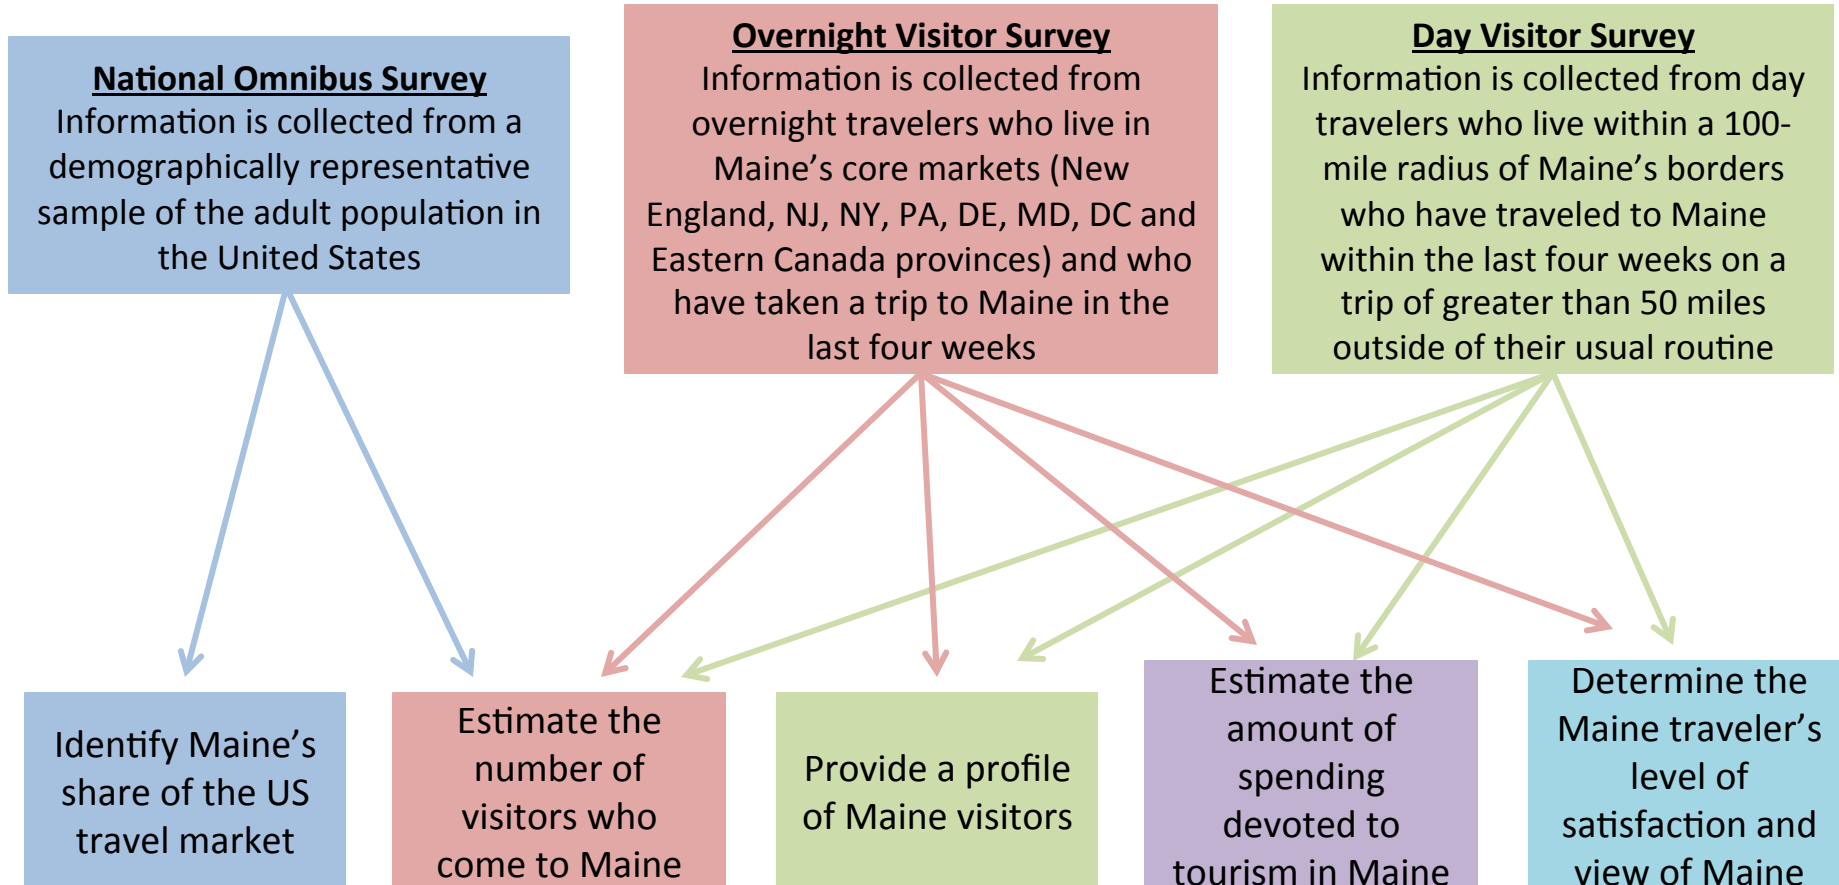 National Omnibus Survey
Information is collected from a
demographically representative
sample of the adult population in
the United States
Overnight Visitor Survey
Information is collected from
overnight travelers who live in
Maine’s core markets (New
England, NJ, NY, PA, DE, MD, DC and
Eastern Canada provinces) and who
have taken a trip to Maine in the
last four weeks
Day Visitor Survey
Information is collected from day
travelers who live within a 100-
mile radius of Maine’s borders
who have traveled to Maine
within the last four weeks on a
trip of greater than 50 miles
outside of their usual routine
Identify Maine’s
share of the US
travel market
Estimate the
number of
visitors who
come to Maine
Provide a profile
of Maine visitors
Estimate the
amount of
spending
devoted to
tourism in Maine
Determine the
Maine traveler’s
level of
satisfaction and
view of Maine